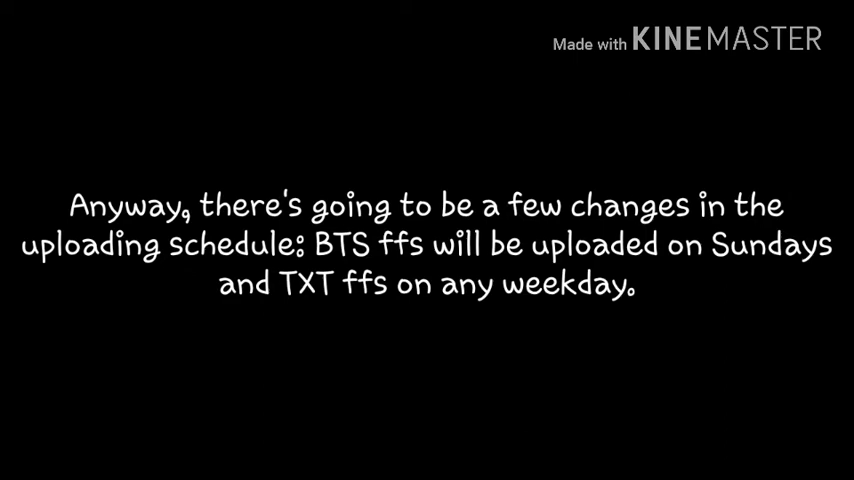 Made with KINEMASTER
Anyway, there's going to be a few changes in the
uploading schedule: BTS ffs will be uploaded on Sundays
and TXT ffs on any weekday.